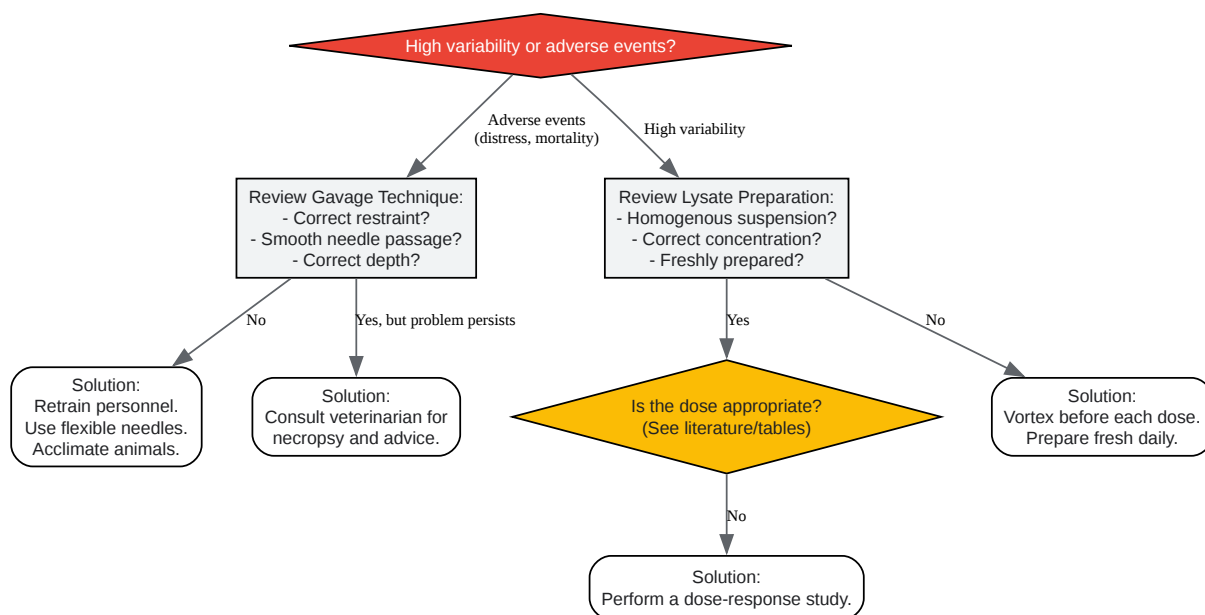 High variability or adverse events?
Adverse events
(distress, mortality)
High variability
Review Gavage Technique:
- Correct restraint?
- Smooth needle passage?
- Correct depth?
Review Lysate Preparation:
- Homogenous suspension?
- Correct concentration?
- Freshly prepared?
No
Yes, but problem persists
Yes
No
Solution:
Retrain personnel.
Use flexible needles.
Acclimate animals.
Solution:
Consult veterinarian for
necropsy and advice.
Is the dose appropriate?
(See literature/tables)
Solution:
Vortex before each dose.
Prepare fresh daily.
No
Solution:
Perform a dose-response study.